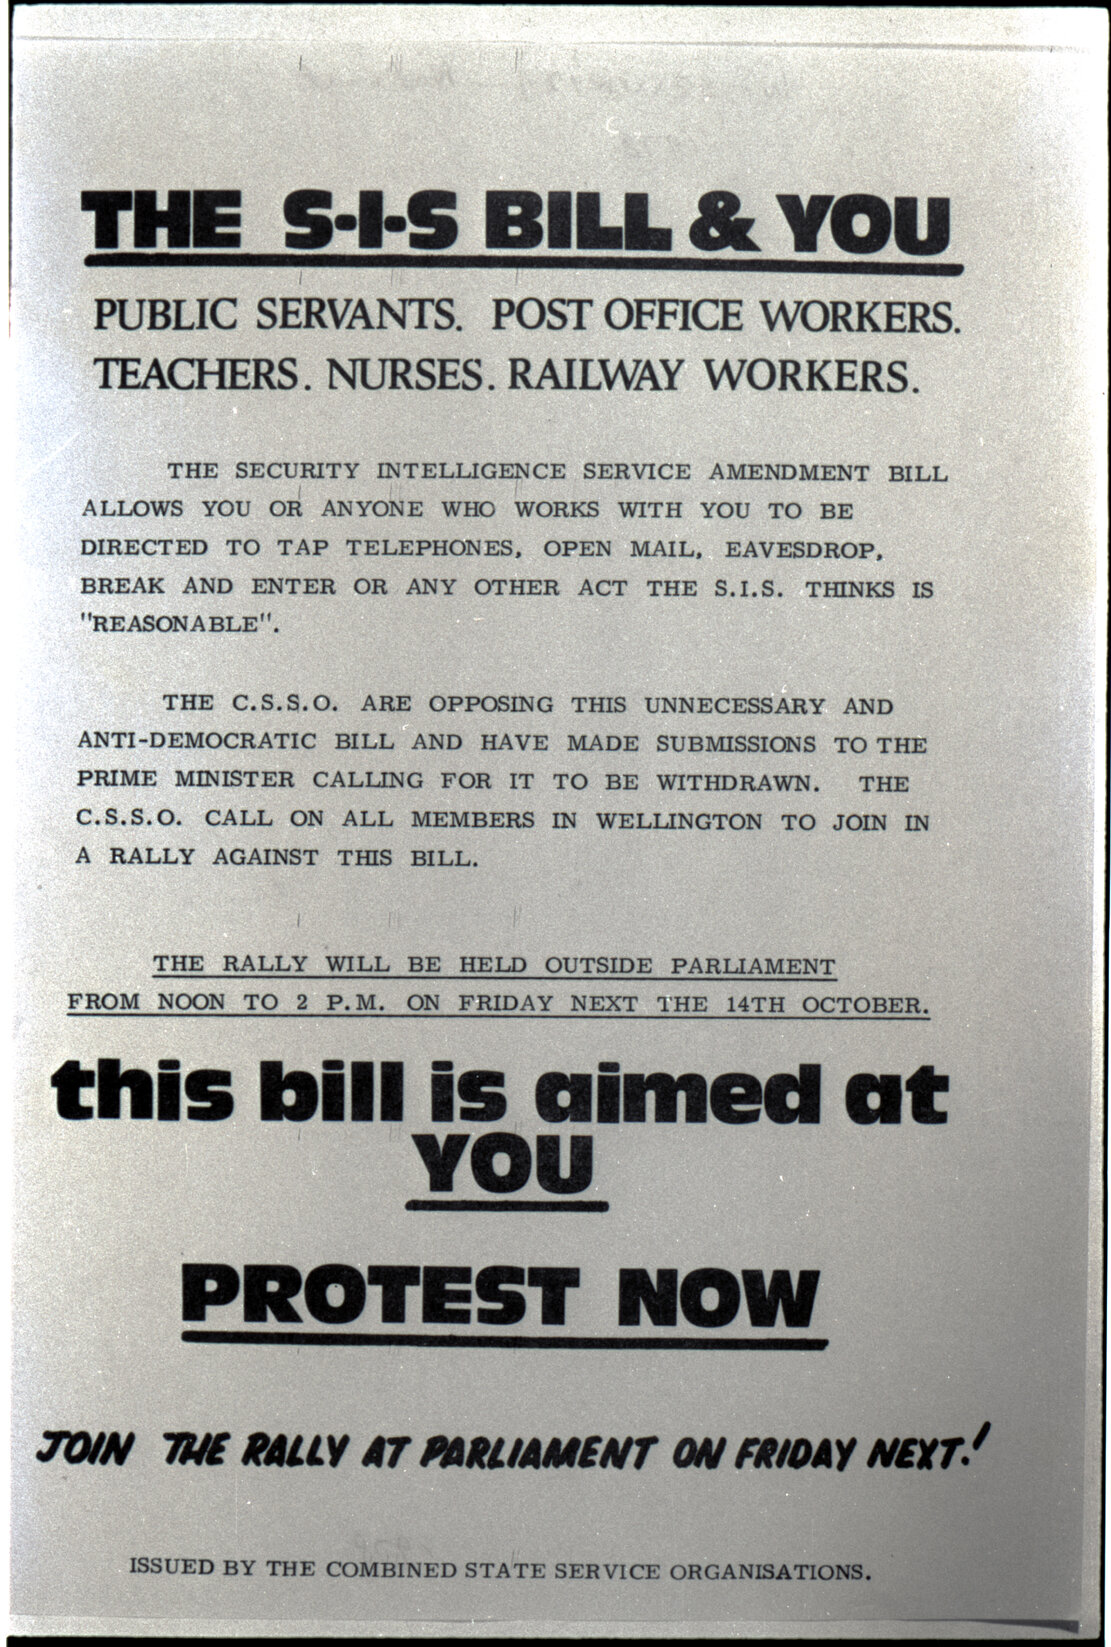 THE S-I-S BILL & YOU
PUBLIC SERVANTS. POST OFFICE WORKERS.
TEACHERS. NURSES. RAILWAY WORKERS.
THE SECURITY INTELLIGENCE SERVICE AMENDMENT BILL
ALLOWS YOU OR ANYONE WHO WORKS WITH YOU TO BE
DIRECTED TO TAP TELEPHONES, OPEN MAIL, EAVESDROP,
BREAK AND ENTER OR ANY OTHER ACT THE S.I.S. THINKS IS
"REASONABLE".
THE C.S.S.O. ARE OPPOSING THIS UNNECESSARY AND
ANTI-DEMOCRATIC BILL AND HAVE MADE SUBMISSIONS TO THE
PRIME MINISTER CALLING FOR IT TO BE WITHDRAWN. THE
C.S.S.O. CALL ON ALL MEMBERS IN WELLINGTON TO JOIN IN
A RALLY AGAINST THIS BILL.
THE RALLY WILL BE HELD OUTSIDE PARLIAMENT
FROM NOON TO 2 P.M. ON FRIDAY NEXT THE 14TH OCTOBER.
this bill is aimed at
YOU
PROTEST NOW
JOIN THE RALLY AT PARLIAMENT ON FRIDAY NEXT!
ISSUED BY THE COMBINED STATE SERVICE ORGANISATIONS.